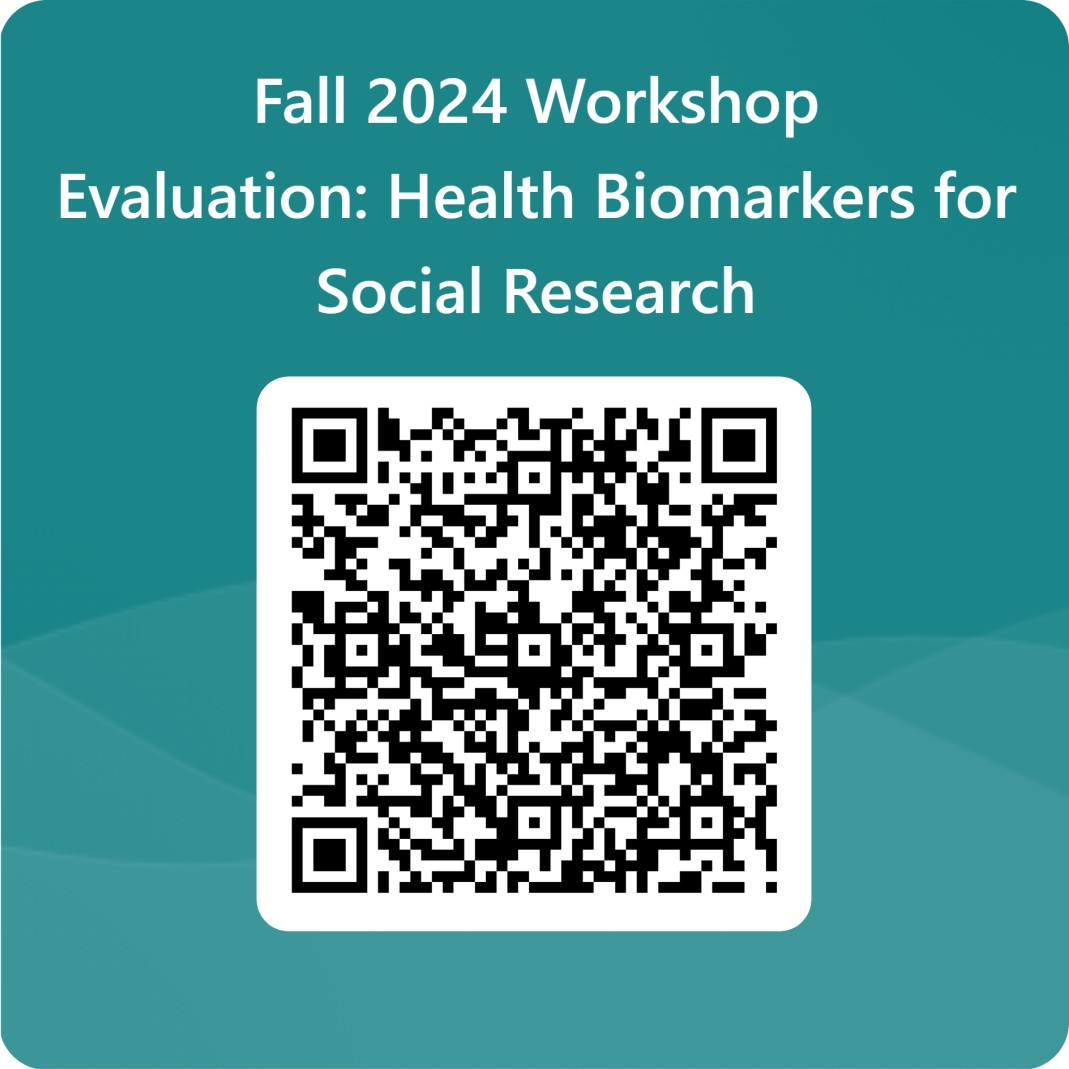 Fall 2024 Workshop
Evaluation: Health Biomarkers for
Social Research